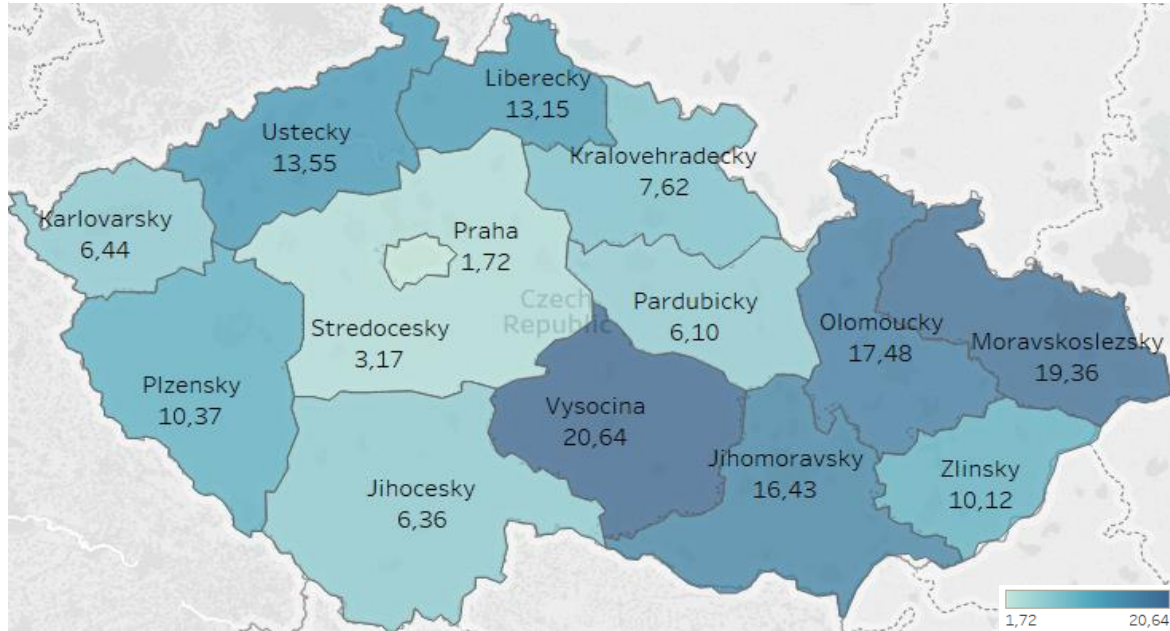 Liberecky
13,15
Ustecky
13,55
Kralovehradecky
7,62
Karlovarsky
6,44
Praha
1,72
Czech
Republic
Pardubicky
6,10
Stredocesky
3,17
Olomoucky
17,48
Moravskoslezsky
19,36
Plzensky
10,37
Vysocina
20,64
Jihomoravsky
16,43
Zlinsky
10,12
Jihocesky
6,36
1,72 20,64